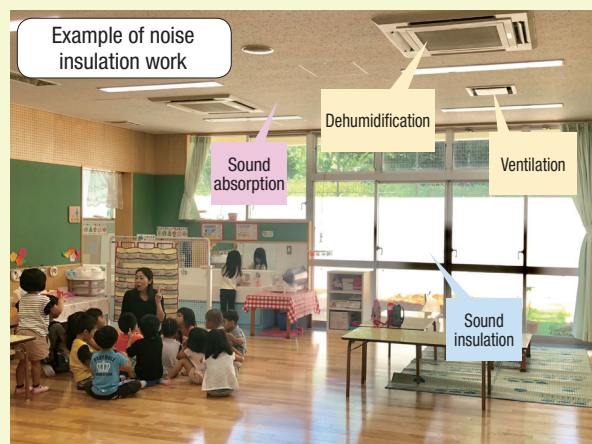 Example of noise
insulation work
Dehumidification
Sound
absorption
Ventilation
Sound
insulation